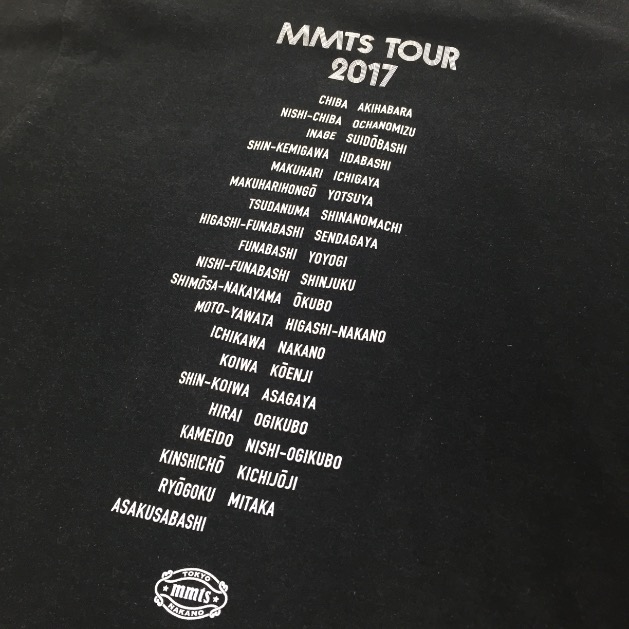 MMTS TOUR
2017
CHIBA AKIHABARA
NISHI-CHIBA OCHANOMIZU
INAGE SUIDŌBASHI
SHIN-KEMIGAWA IIDABASHI
MAKUHARI ICHIGAYA
MAKUHARIHONGŌ YOTSUYA
TSUDANUMA SHINANOMACHI
HIGASHI-FUNABASHI SENDAGAYA
FUNABASHI YOYOGI
NISHI-FUNABASHI SHINJUKU
SHIMŌSA-NAKAYAMA ŌKUBO
MOTO-YAWATA HIGASHI-NAKANO
ICHIKAWA NAKANO
KOIWA KŌENJI
SHIN-KOIWA ASAGAYA
HIRAI OGIKUBO
KAMEIDO NISHI-OGIKUBO
KINSHICHŌ KICHIJŌJI
RYŌGOKU MITAKA
ASAKUSABASHI
TOKYO
mmts
NAKANO